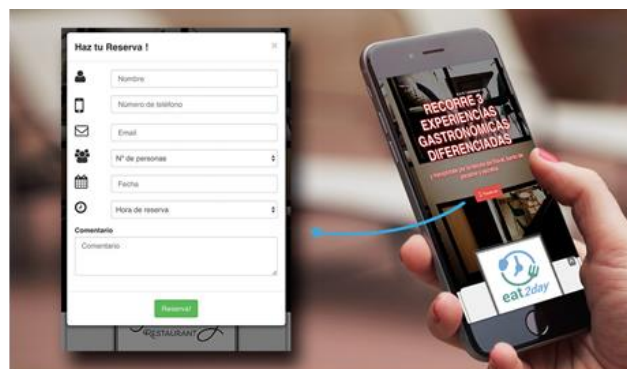 Haz tu Reserva !
×
Nombre
Número de teléfono
Email
Nº de personas
Fecha
Hora de reserva
Comentario
Comentario
Reserva!
RESTAURANT
RECORRE 3
EXPERIENCIAS
GASTRONÓMICAS
DIFERENCIADAS
eat2day